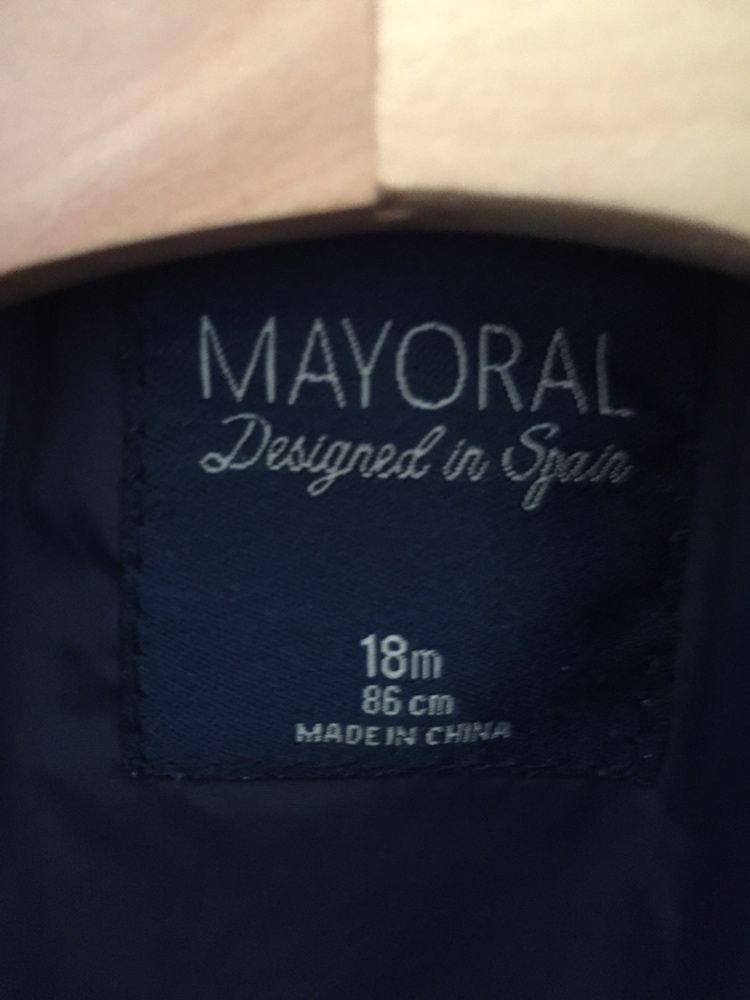 MAYORAL
Designed in Spain
18m
86 cm
MADE IN CHINA